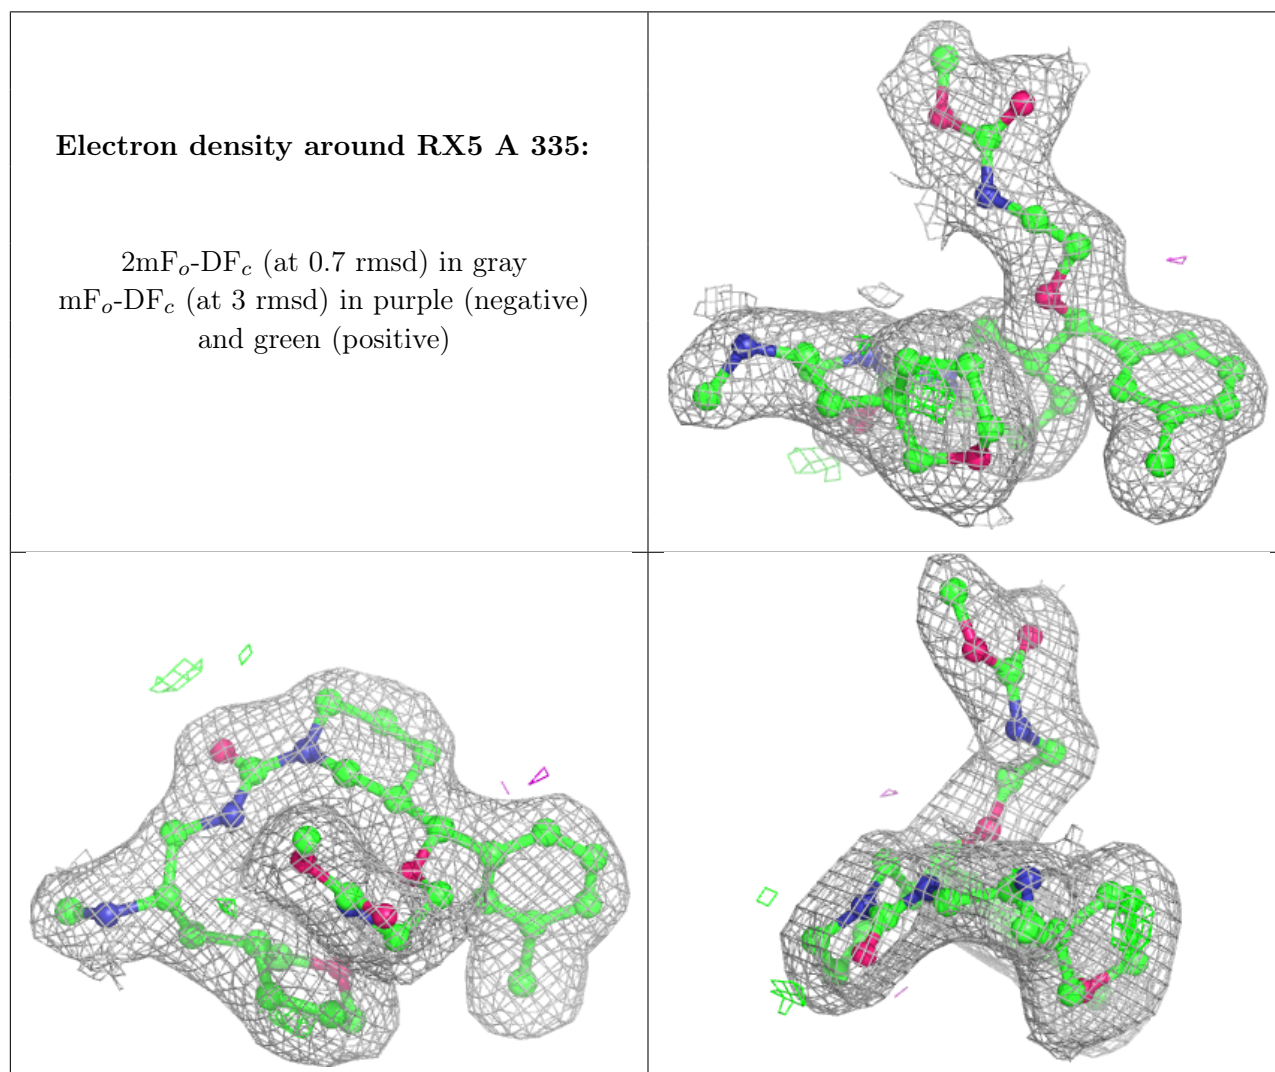 Electron density around RX5 A 335:
2mFₒ-DF𝑐 (at 0.7 rmsd) in gray
mFₒ-DF𝑐 (at 3 rmsd) in purple (negative)
and green (positive)